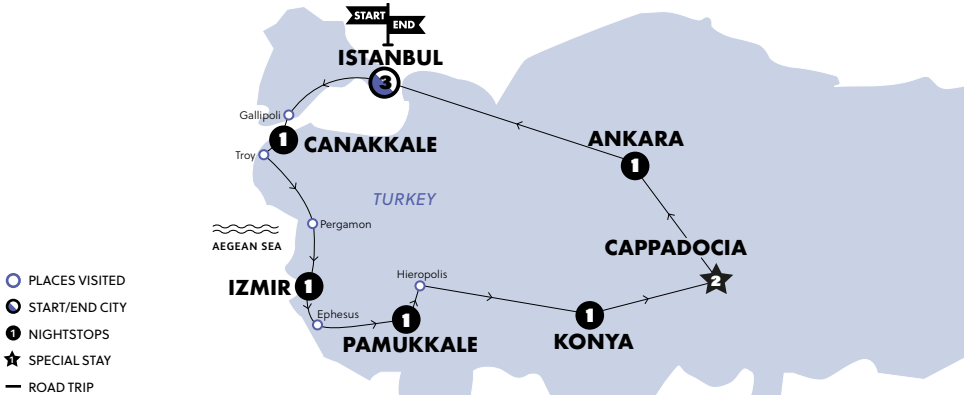 START
END
ISTANBUL
3
Gallipoli
1 CANAKKALE
Troy
ANKARA
1
TURKEY
Pergamon
AEGEAN SEA
CAPPADOCIA
2
Hieropolis
IZMIR 1
Ephesus
1
PAMUKKALE
1
KONYA
PLACES VISITED
START/END CITY
1 NIGHTSTOPS
1 SPECIAL STAY
ROAD TRIP